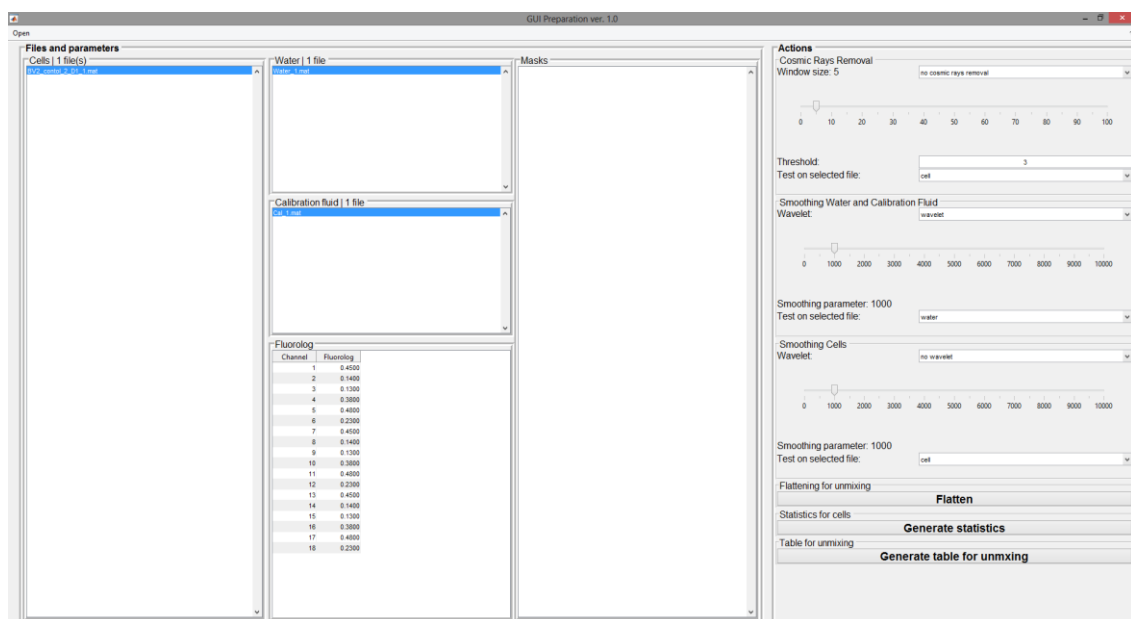 GUI Preparation ver. 1.0
Open
Files and parameters
Cells | 1 file(s)
BV2_contol_2_D1_1.mat
Water | 1 file
Water_1.mat
Calibration fluid | 1 file
Cal_1.mat
Fluorolog
Channel Fluorolog
1 0.4500
2 0.1400
3 0.1300
4 0.3800
5 0.4800
6 0.2300
7 0.4500
8 0.1400
9 0.1300
10 0.3800
11 0.4800
12 0.2300
13 0.4500
14 0.1400
15 0.1300
16 0.3800
17 0.4800
18 0.2300
Masks
Actions
Cosmic Rays Removal
Window size: 5 no cosmic rays removal
0 10 20 30 40 50 60 70 80 90 100
Threshold: 3
Test on selected file: cell
Smoothing Water and Calibration Fluid
Wavelet: wavelet
0 1000 2000 3000 4000 5000 6000 7000 8000 9000 10000
Smoothing parameter: 1000
Test on selected file: water
Smoothing Cells
Wavelet: no wavelet
0 1000 2000 3000 4000 5000 6000 7000 8000 9000 10000
Smoothing parameter: 1000
Test on selected file: cell
Flattening for unmixing
Flatten
Statistics for cells
Generate statistics
Table for unmixing
Generate table for unmxing